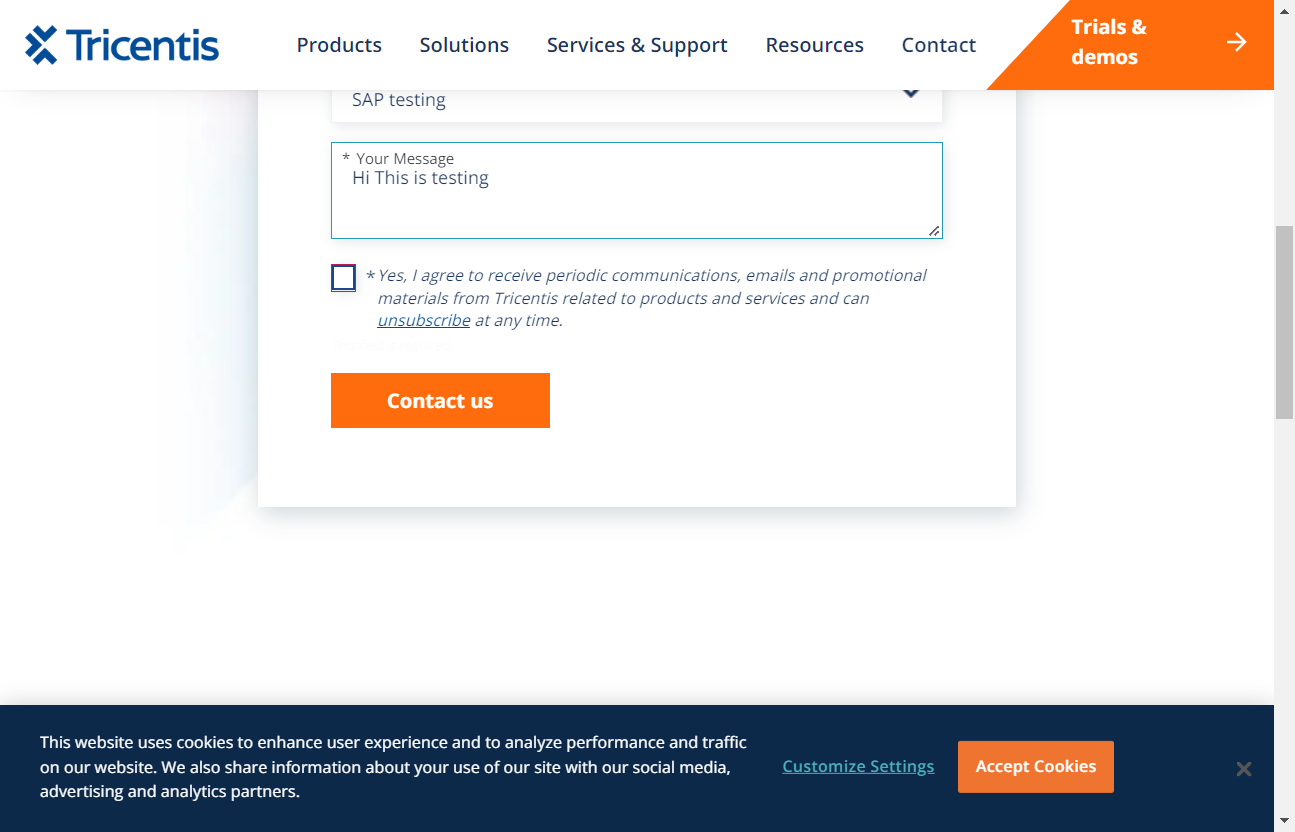 Tricentis
Products Solutions Services & Support Resources Contact
Trials &
demos
SAP testing
* Your Message
Hi This is testing
* Yes, I agree to receive periodic communications, emails and promotional
materials from Tricentis related to products and services and can
unsubscribe at any time.
Contact us
This website uses cookies to enhance user experience and to analyze performance and traffic
on our website. We also share information about your use of our site with our social media,
advertising and analytics partners.
Customize Settings
Accept Cookies